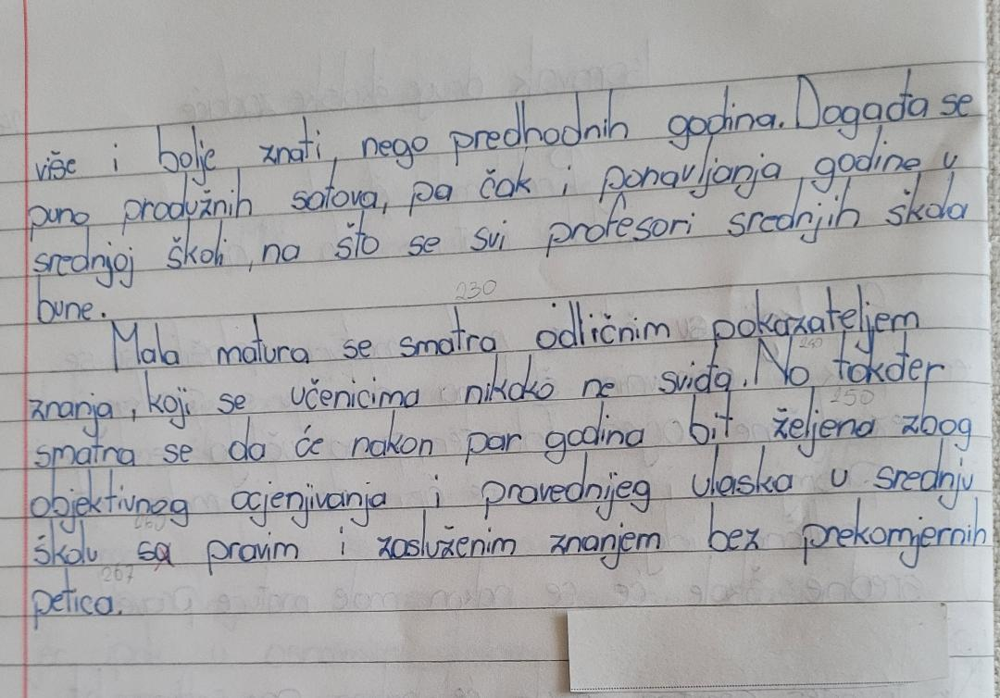 više i bolje znati, nego predhodnih godina. Događa se
puno produžnih satova, pa čak i ponavljanja godine u
srednjoj školi, na što se svi profesori srednjih škola
bune.
230
Mala matura se smatra odličnim pokazateljem
240
znanja, koji se učenicima nikako ne sviđa. No takđer
250
smatra se da će nakon par godina bit željena zbog
objektivnog ocjenjivanja i pravednijeg ulaska u srednju
260
školu sa pravim i zasluženim znanjem bez prekomjernih
267
petica.